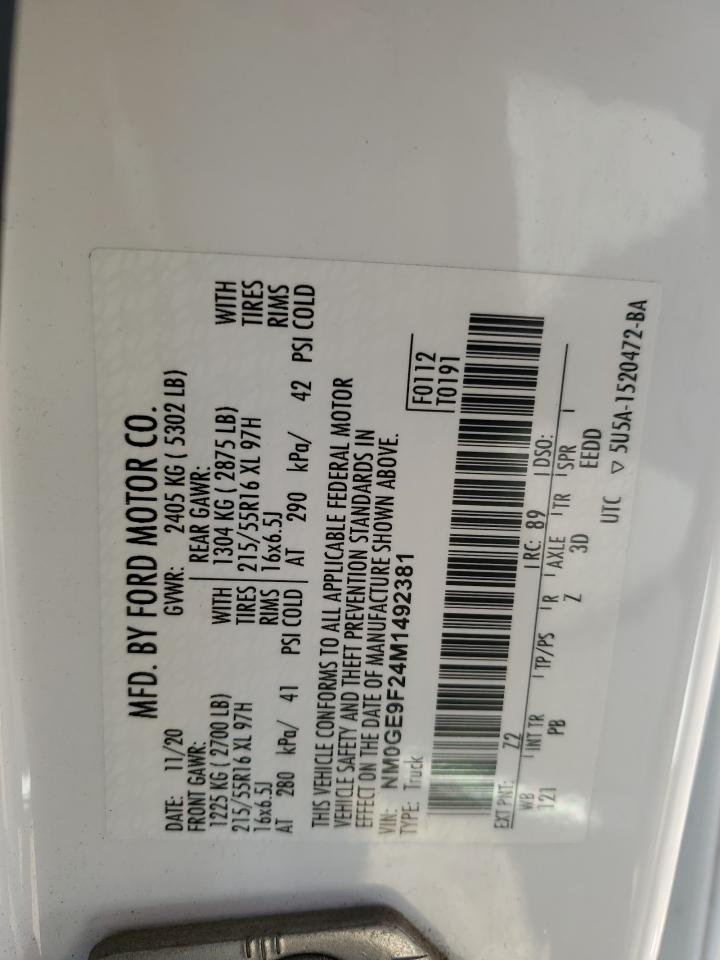 MFD. BY FORD MOTOR CO.
DATE: 11/20 GVWR: 2405 KG ( 5302 LB)
FRONT GAWR: REAR GAWR:
1225 KG ( 2700 LB) WITH 1304 KG ( 2875 LB) WITH
215/55R16 XL 97H TIRES 215/55R16 XL 97H TIRES
16x6.5J RIMS 16x6.5J RIMS
AT 280 kPa/ 41 PSI COLD AT 290 kPa/ 42 PSI COLD
THIS VEHICLE CONFORMS TO ALL APPLICABLE FEDERAL MOTOR
VEHICLE SAFETY AND THEFT PREVENTION STANDARDS IN
EFFECT ON THE DATE OF MANUFACTURE SHOWN ABOVE.
VIN: NM0GE9F24M1492381 F0112
TYPE: Truck T0191
EXT PNT: Z2 RC: 89 DSO:
WB INT TR TP/PS R AXLE TR SPR
121 PB Z 3D EEDD
UTC ▽ 5U5A-1520472-BA